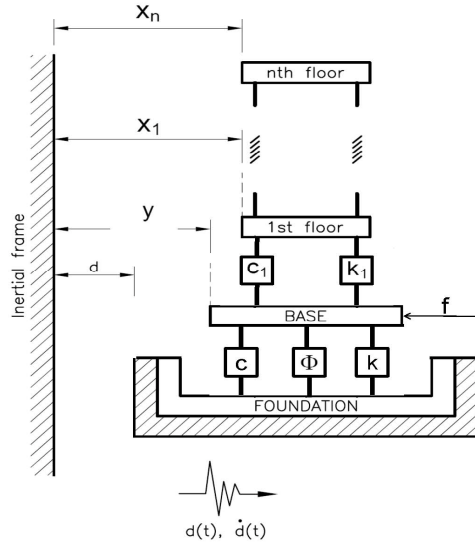 xn
nth floor
x1
y
1st floor
d
c1
k1
Inertial frame
BASE
f
c
Φ
k
FOUNDATION
d(t), ḋ(t)